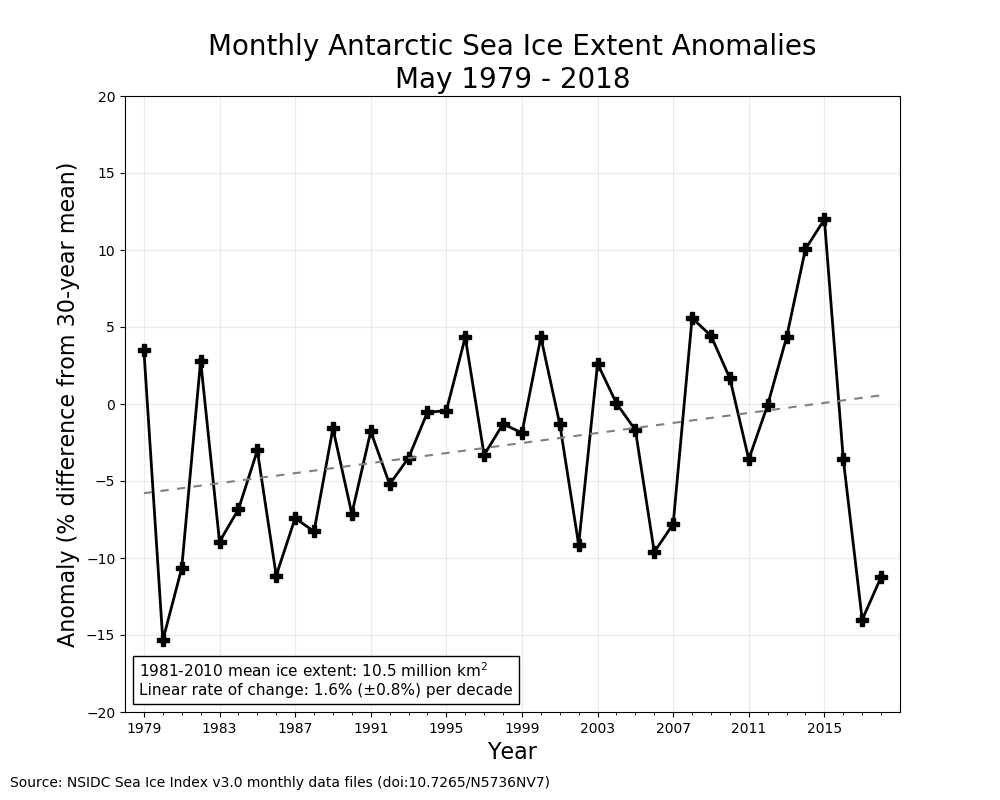 Monthly Antarctic Sea Ice Extent Anomalies
May 1979 - 2018
Anomaly (% difference from 30-year mean)
20
15
10
5
0
−5
−10
−15
−20
1981-2010 mean ice extent: 10.5 million km²
Linear rate of change: 1.6% (±0.8%) per decade
1979 1983 1987 1991 1995 1999 2003 2007 2011 2015
Year
Source: NSIDC Sea Ice Index v3.0 monthly data files (doi:10.7265/N5736NV7)